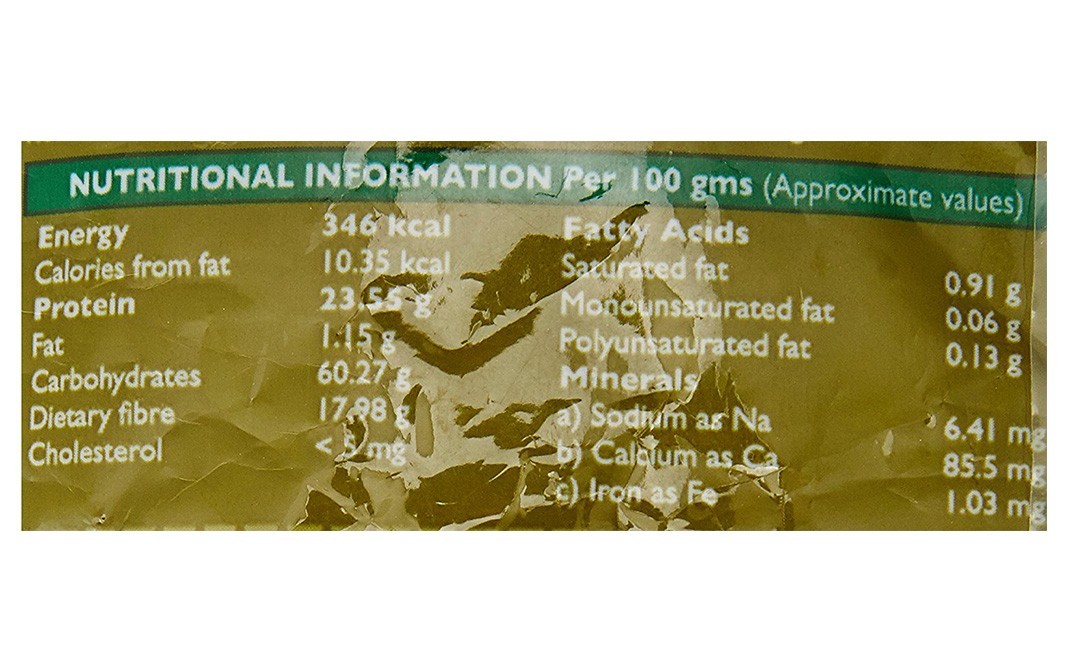 NUTRITIONAL INFORMATION Per 100 gms (Approximate values)
Energy 346 kcal
Calories from fat 10.35 kcal
Protein 23.55 g
Fat 1.15 g
Carbohydrates 60.27 g
Dietary fibre 17.98 g
Cholesterol < 5 mg
Fatty Acids
Saturated fat 0.91 g
Monounsaturated fat 0.06 g
Polyunsaturated fat 0.13 g
Minerals
a) Sodium as Na 6.41 mg
b) Calcium as Ca 85.5 mg
c) Iron as Fe 1.03 mg